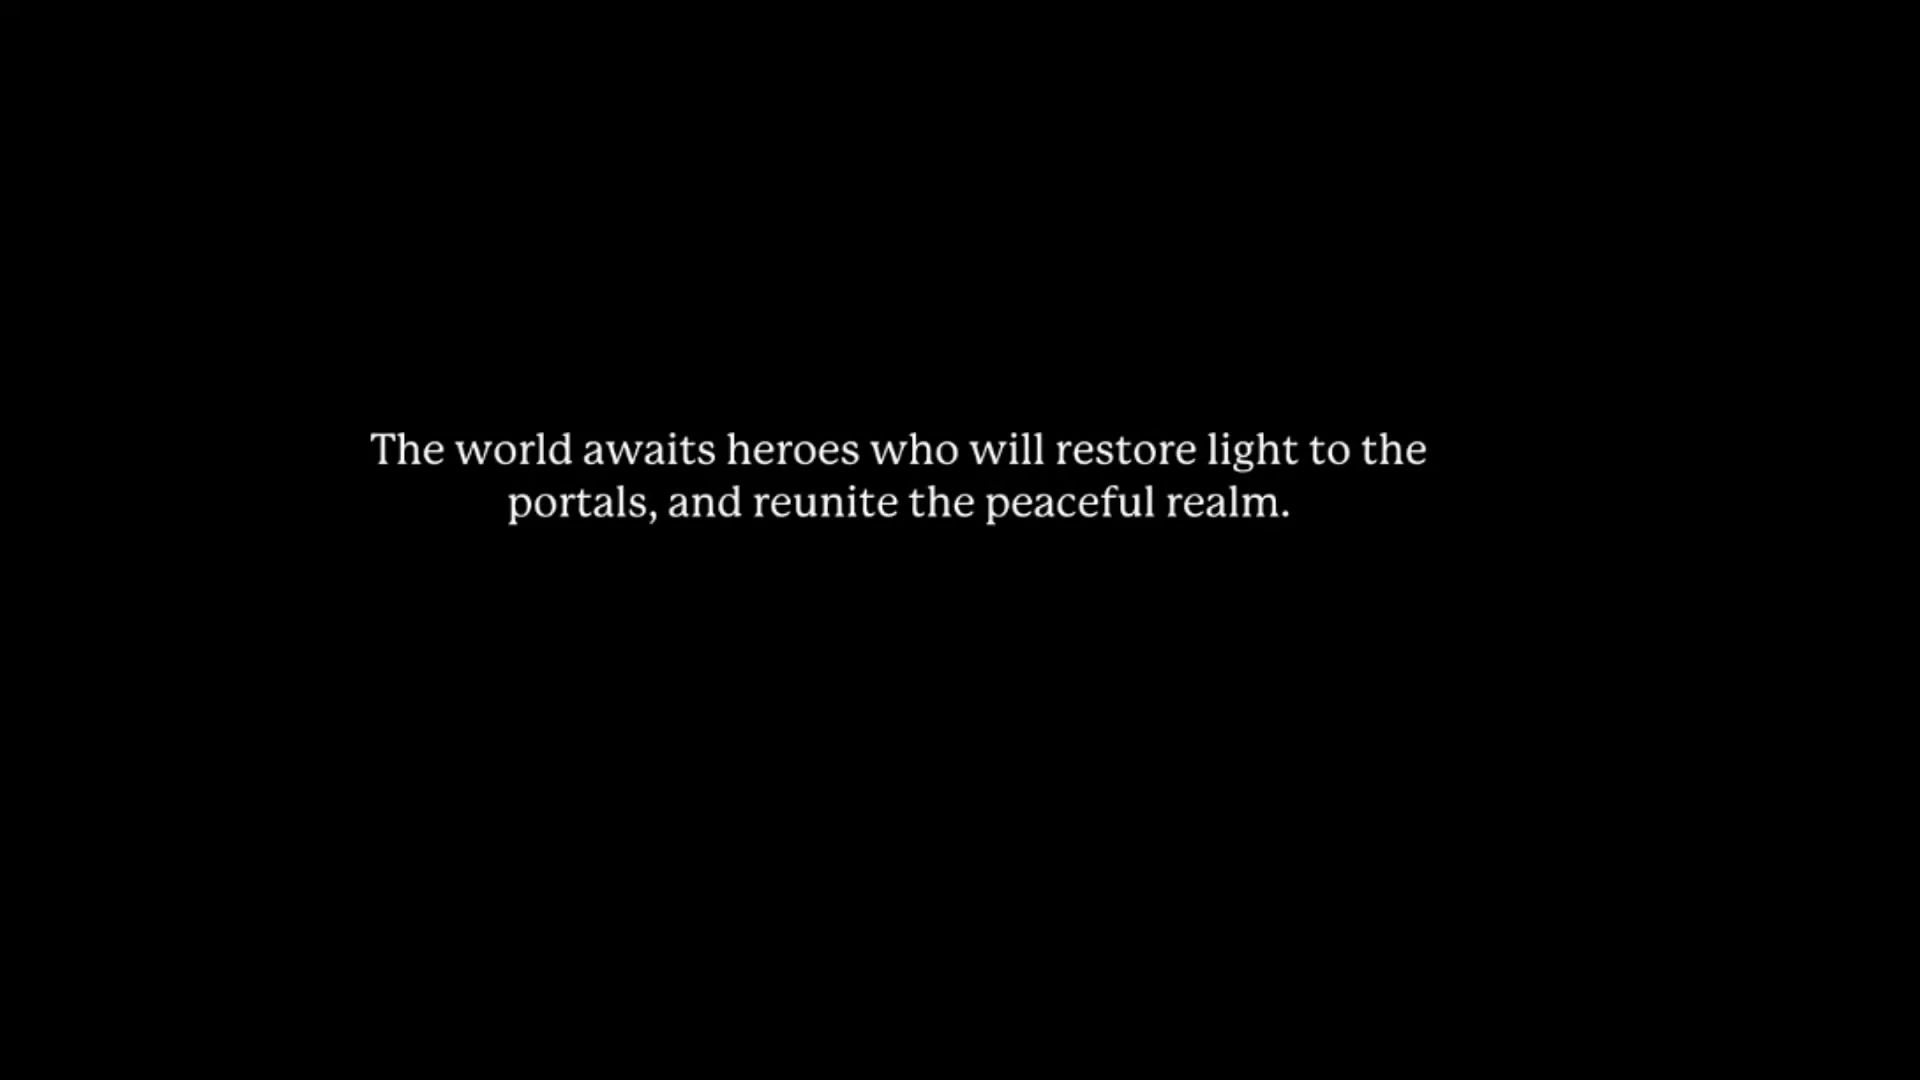 The world awaits heroes who will restore light to the
portals, and reunite the peaceful realm.